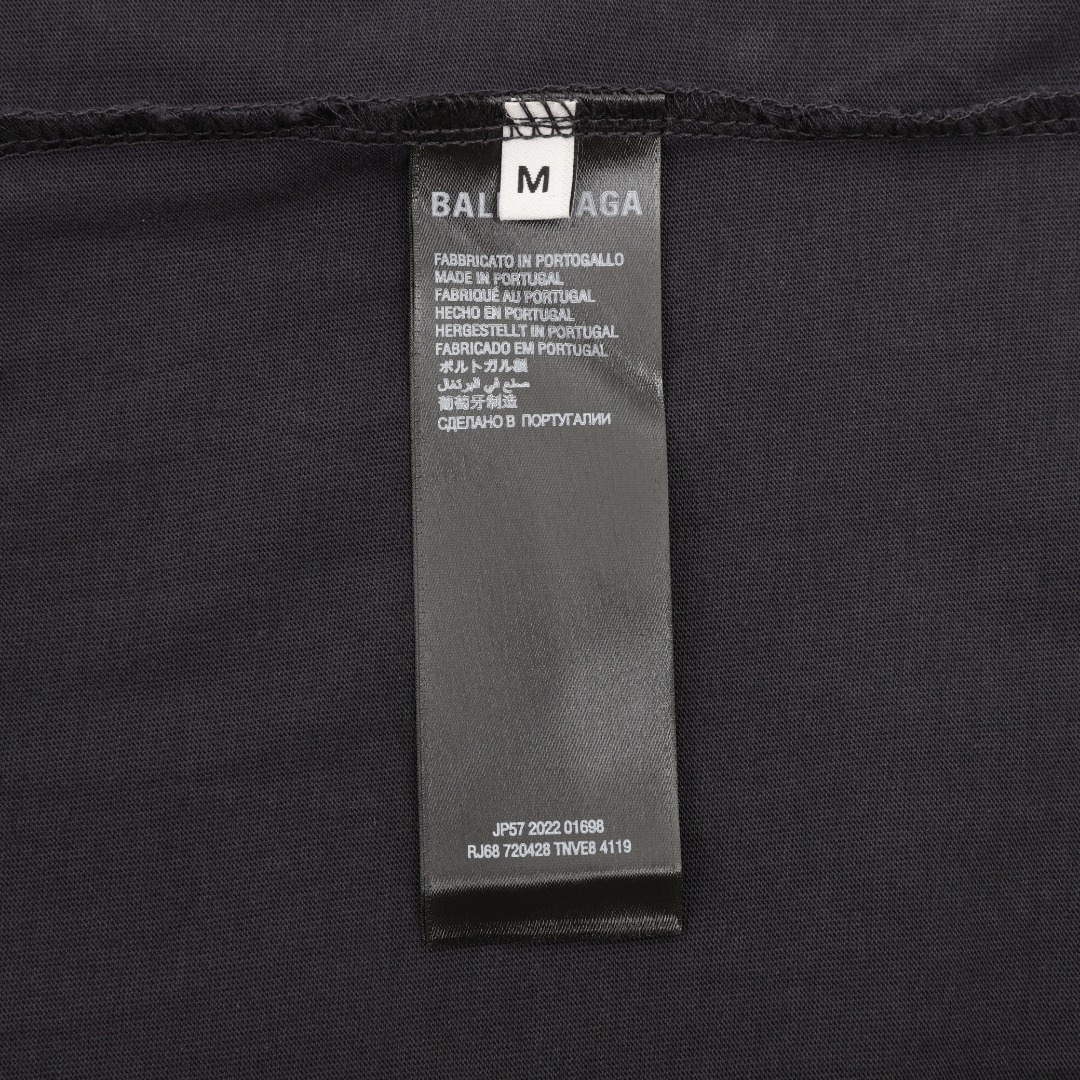 M
BAL AGA
FABBRICATO IN PORTOGALLO
MADE IN PORTUGAL
FABRIQUÉ AU PORTUGAL
HECHO EN PORTUGAL
HERGESTELLT IN PORTUGAL
FABRICADO EM PORTUGAL
ポルトガル製
صنع في البرتغال
葡萄牙制造
СДЕЛАНО В ПОРТУГАЛИИ
JP57 2022 01698
RJ68 720428 TNVE8 4119